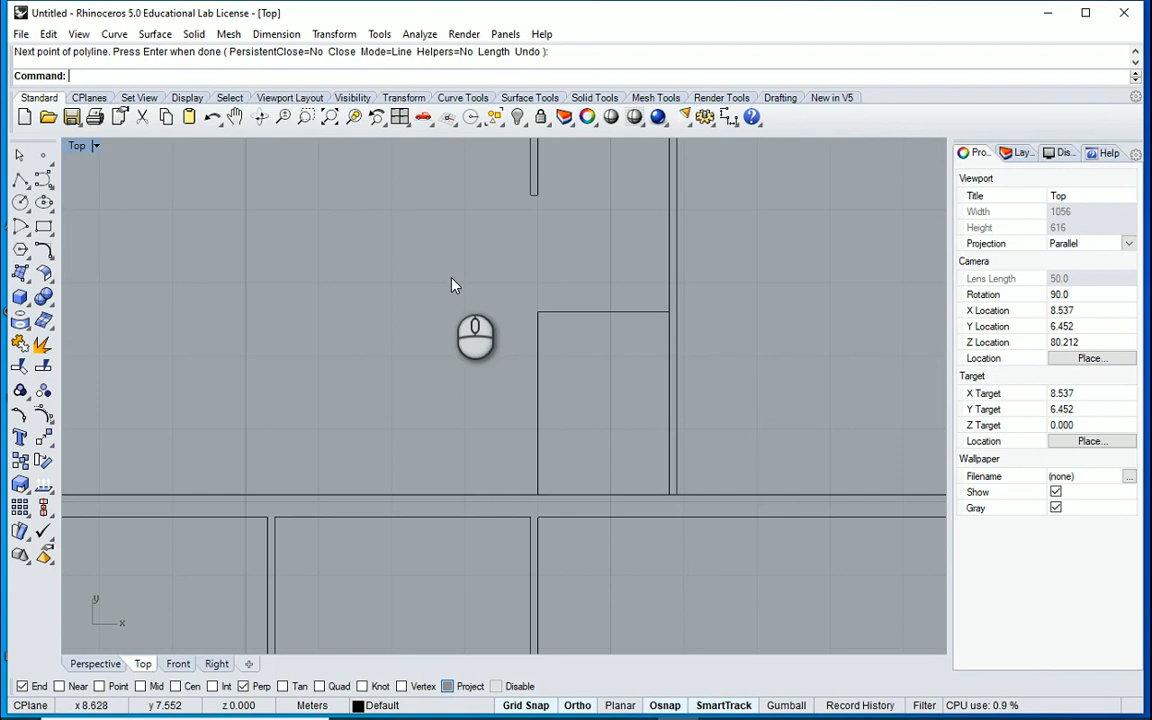 Untitled - Rhinoceros 5.0 Educational Lab License - [Top]
File Edit View Curve Surface Solid Mesh Dimension Transform Tools Analyze Render Panels Help
Next point of polyline. Press Enter when done ( PersistentClose=No Close Mode=Line Helpers=No Length Undo ):
Command:
Standard CPlanes Set View Display Select Viewport Layout Visibility Transform Curve Tools Surface Tools Solid Tools Mesh Tools Render Tools Drafting New in V5
Top
Pro... Lay... Dis... Help
Viewport
Title Top
Width 1056
Height 616
Projection Parallel
Camera
Lens Length 50.0
Rotation 90.0
X Location 8.537
Y Location 6.452
Z Location 80.212
Location Place...
Target
X Target 8.537
Y Target 6.452
Z Target 0.000
Location Place...
Wallpaper
Filename (none) ...
Show
Gray
y
x
Perspective Top Front Right
End Near Point Mid Cen Int Perp Tan Quad Knot Vertex Project Disable
CPlane x 8.628 y 7.552 z 0.000 Meters Default Grid Snap Ortho Planar Osnap SmartTrack Gumball Record History Filter CPU use: 0.9 %